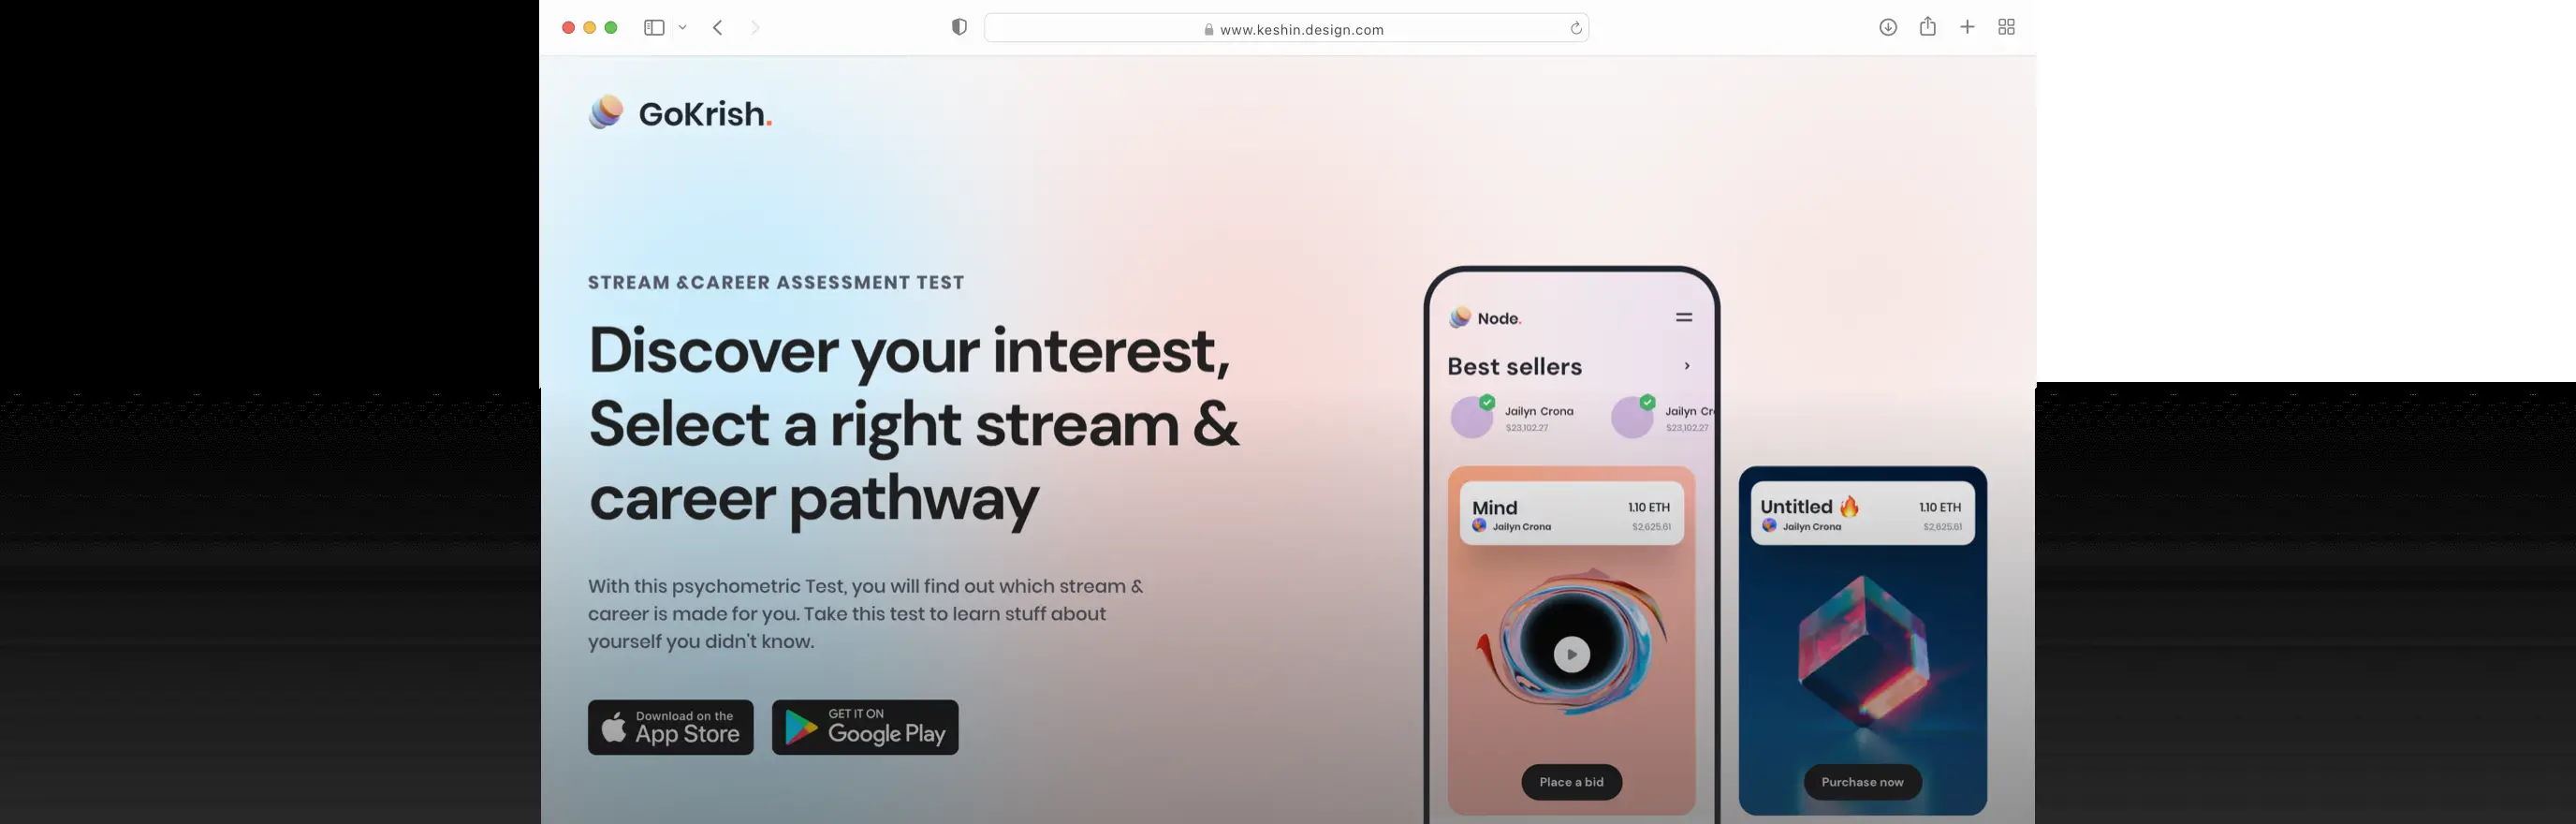 www.keshin.design.com
GoKrish.
STREAM &CAREER ASSESSMENT TEST
Discover your interest,
Select a right stream &
career pathway
With this psychometric Test, you will find out which stream &
career is made for you. Take this test to learn stuff about
yourself you didn't know.
Download on the
App Store
GET IT ON
Google Play
Node.
Best sellers
Jailyn Crona
$23,102.27
Jailyn Cr
$23,102.27
Mind
1.10 ETH
Jailyn Crona
$2,625.61
Place a bid
Untitled 🔥
1.10 ETH
Jailyn Crona
$2,625.61
Purchase now